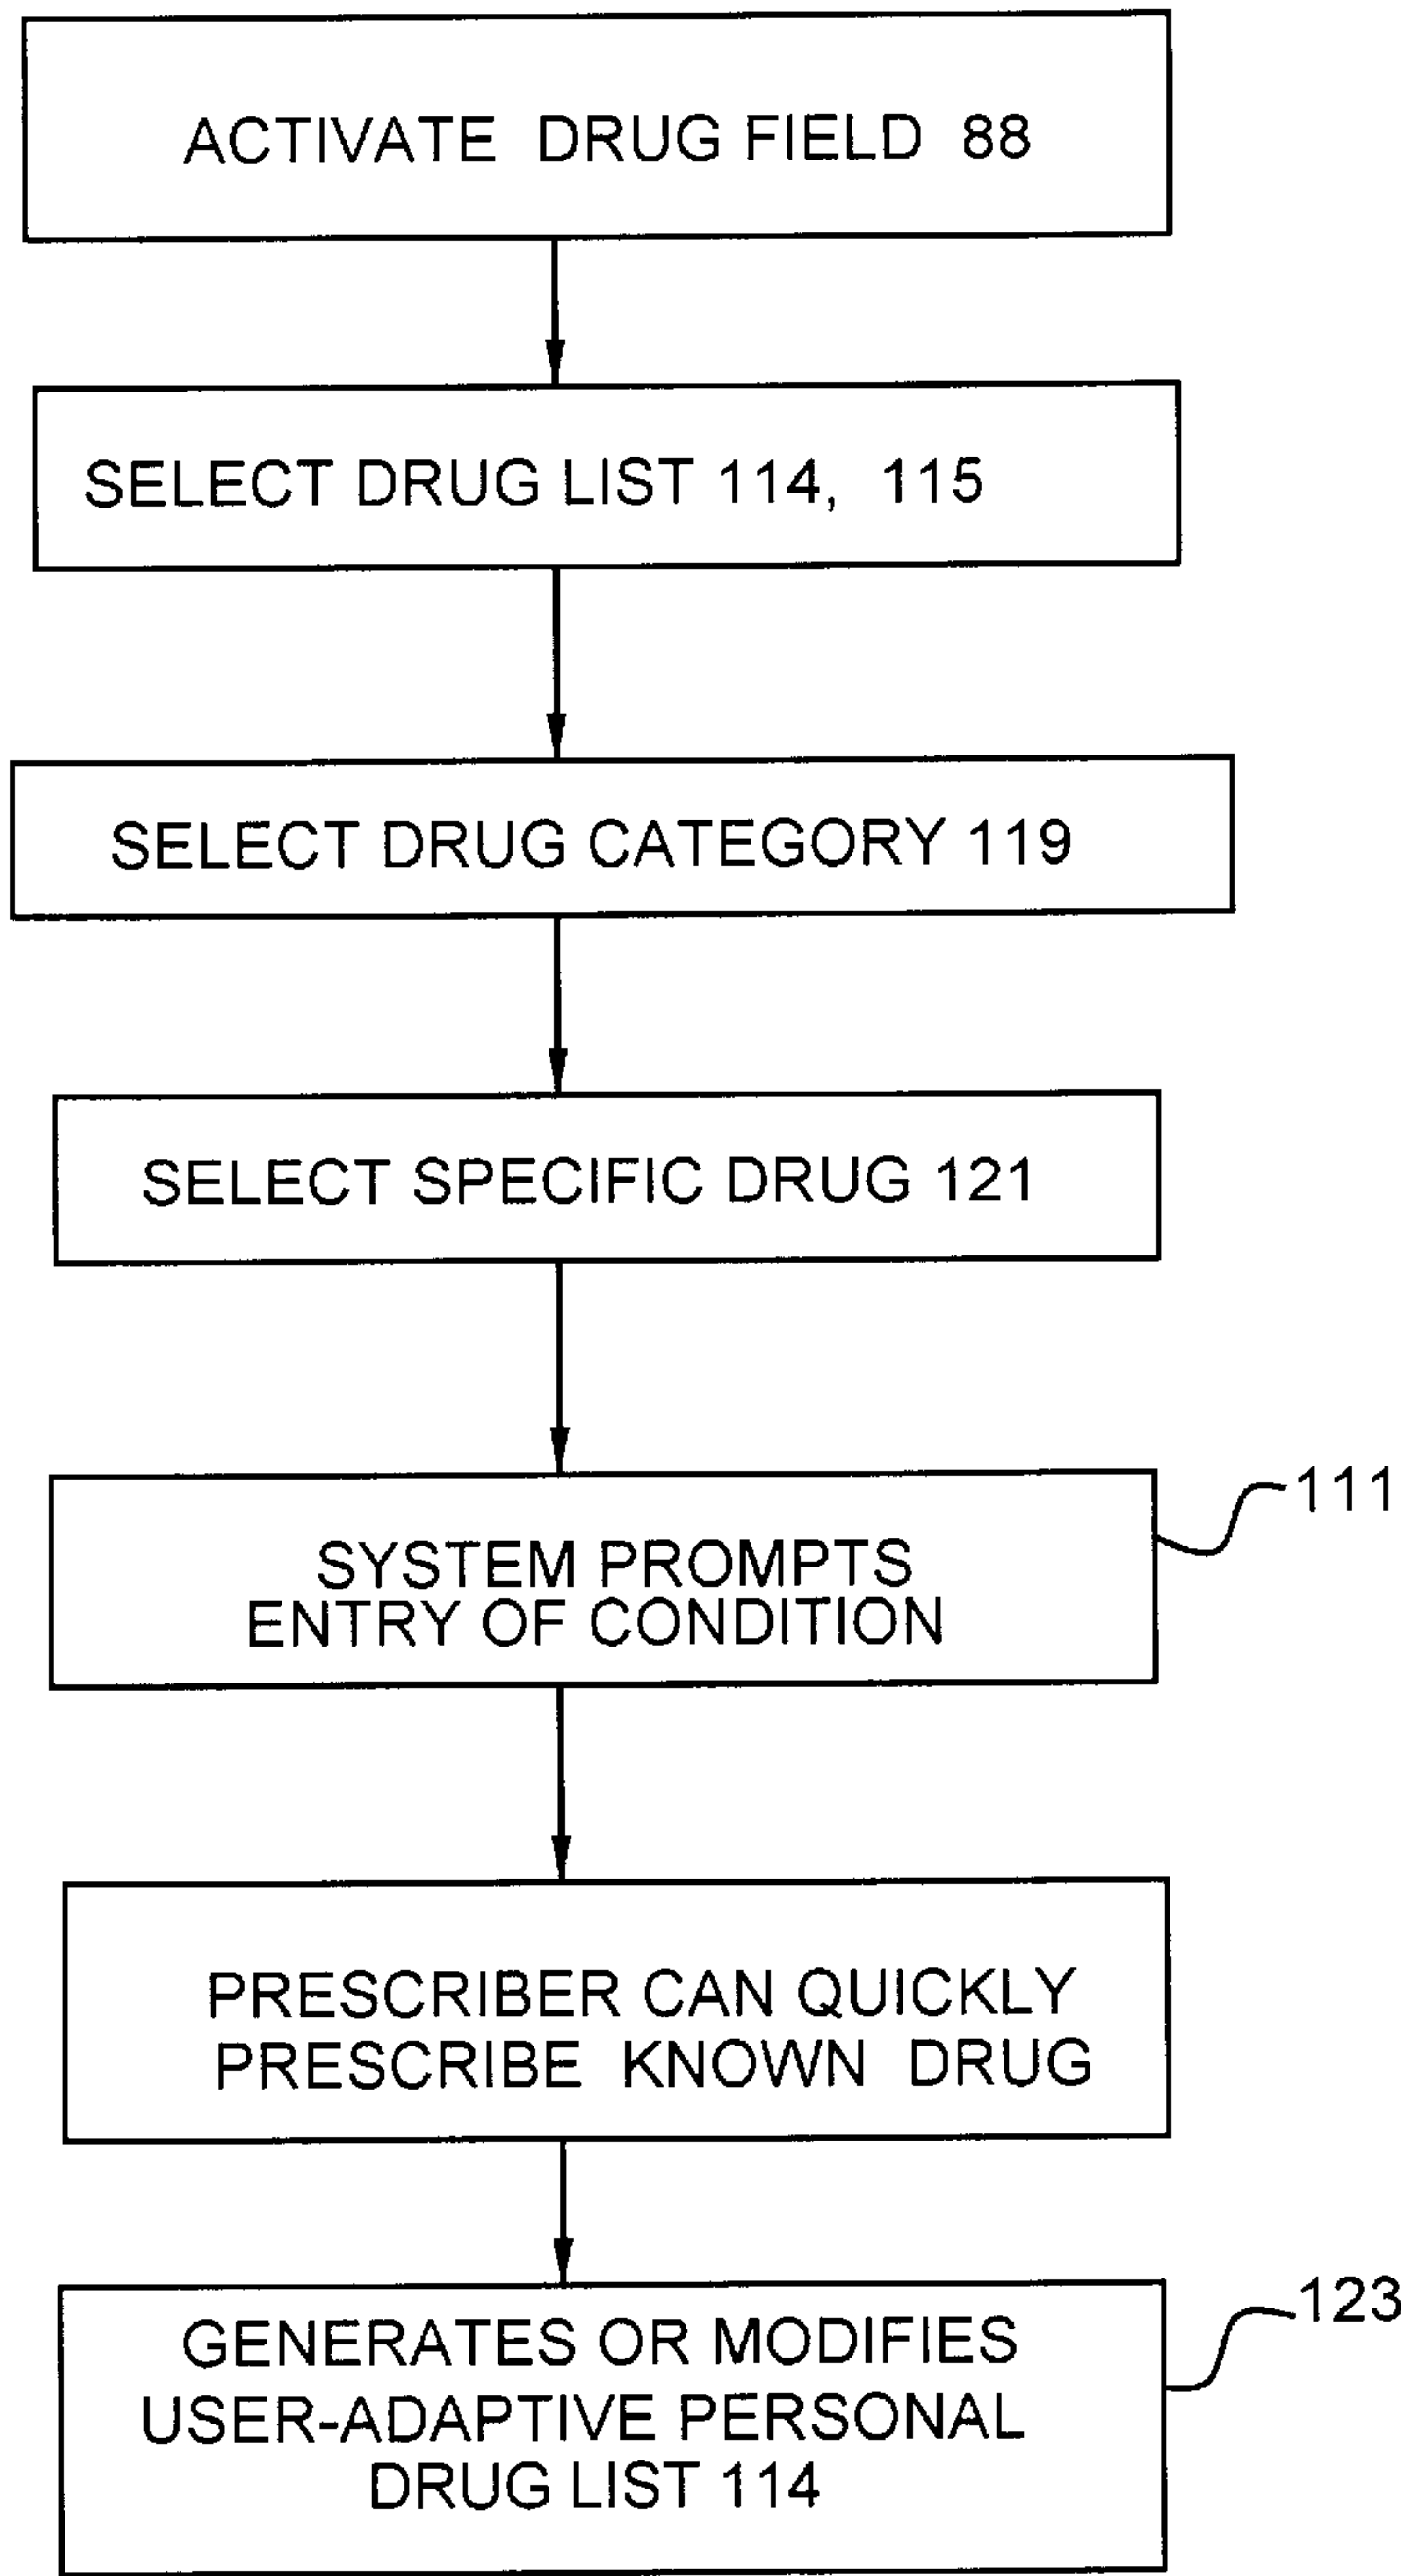 ACTIVATE DRUG FIELD 88
SELECT DRUG LIST 114, 115
SELECT DRUG CATEGORY 119
SELECT SPECIFIC DRUG 121
111
SYSTEM PROMPTS
ENTRY OF CONDITION
PRESCRIBER CAN QUICKLY
PRESCRIBE KNOWN DRUG
123
GENERATES OR MODIFIES
USER-ADAPTIVE PERSONAL
DRUG LIST 114